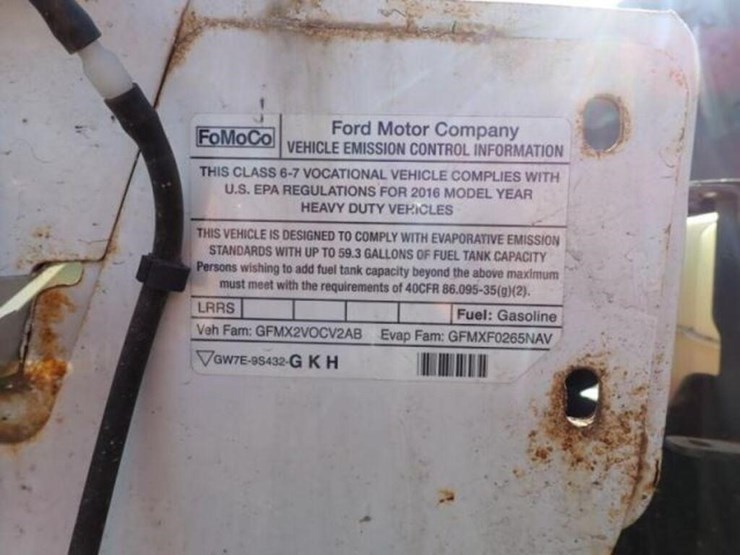 FoMoCo
Ford Motor Company
VEHICLE EMISSION CONTROL INFORMATION
THIS CLASS 6-7 VOCATIONAL VEHICLE COMPLIES WITH
U.S. EPA REGULATIONS FOR 2016 MODEL YEAR
HEAVY DUTY VEHICLES
THIS VEHICLE IS DESIGNED TO COMPLY WITH EVAPORATIVE EMISSION
STANDARDS WITH UP TO 59.3 GALLONS OF FUEL TANK CAPACITY
Persons wishing to add fuel tank capacity beyond the above maximum
must meet with the requirements of 40CFR 86.095-35(g)(2).
LRRS Fuel: Gasoline
Veh Fam: GFMX2VOCV2AB Evap Fam: GFMXF0265NAV
GW7E-9S432-G K H